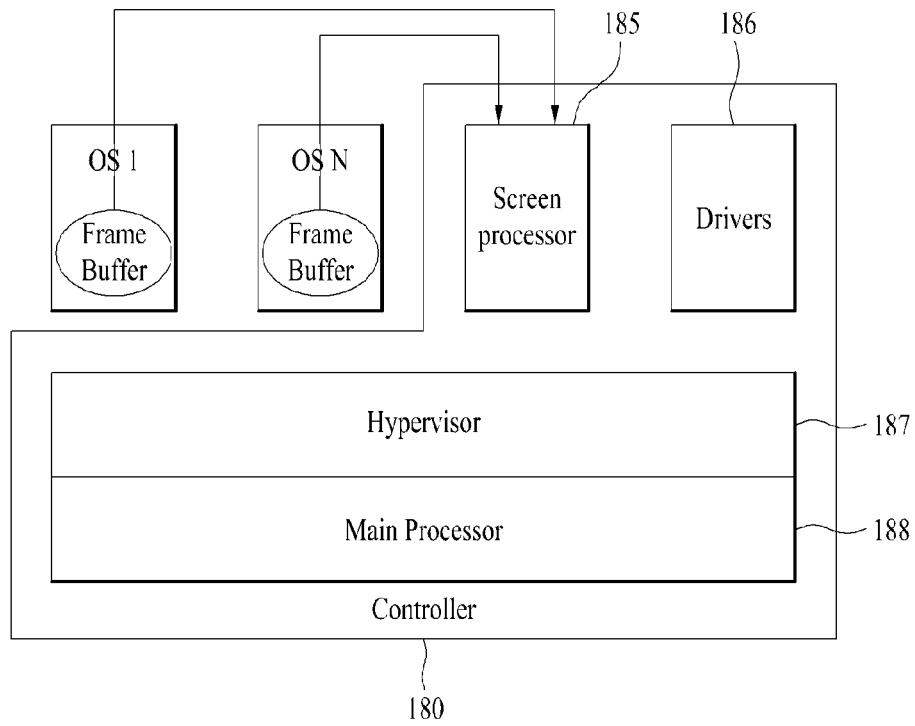 185
186
OS 1
OS N
Screen
processor
Drivers
Frame
Buffer
Frame
Buffer
Hypervisor
187
Main Processor
188
Controller
180